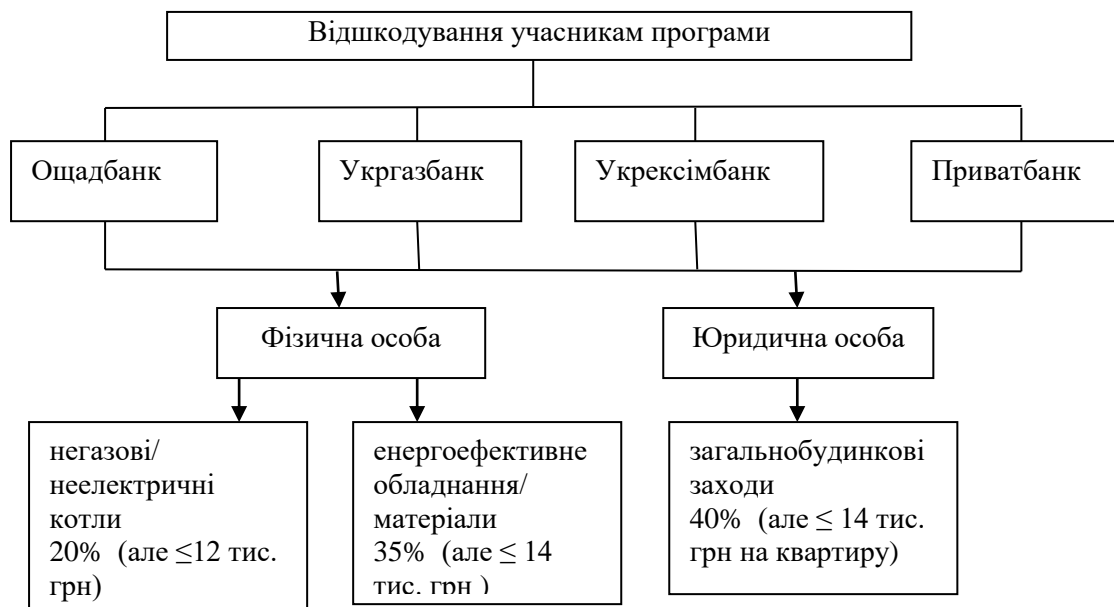 Відшкодування учасникам програми
Ощадбанк
Укргазбанк
Укрексімбанк
Приватбанк
Фізична особа
Юридична особа
негазові/
неелектричні
котли
20% (але ≤12 тис.
грн)
енергоефективне
обладнання/
матеріали
35% (але ≤ 14
тис. грн )
загальнобудинкові
заходи
40% (але ≤ 14 тис.
грн на квартиру)